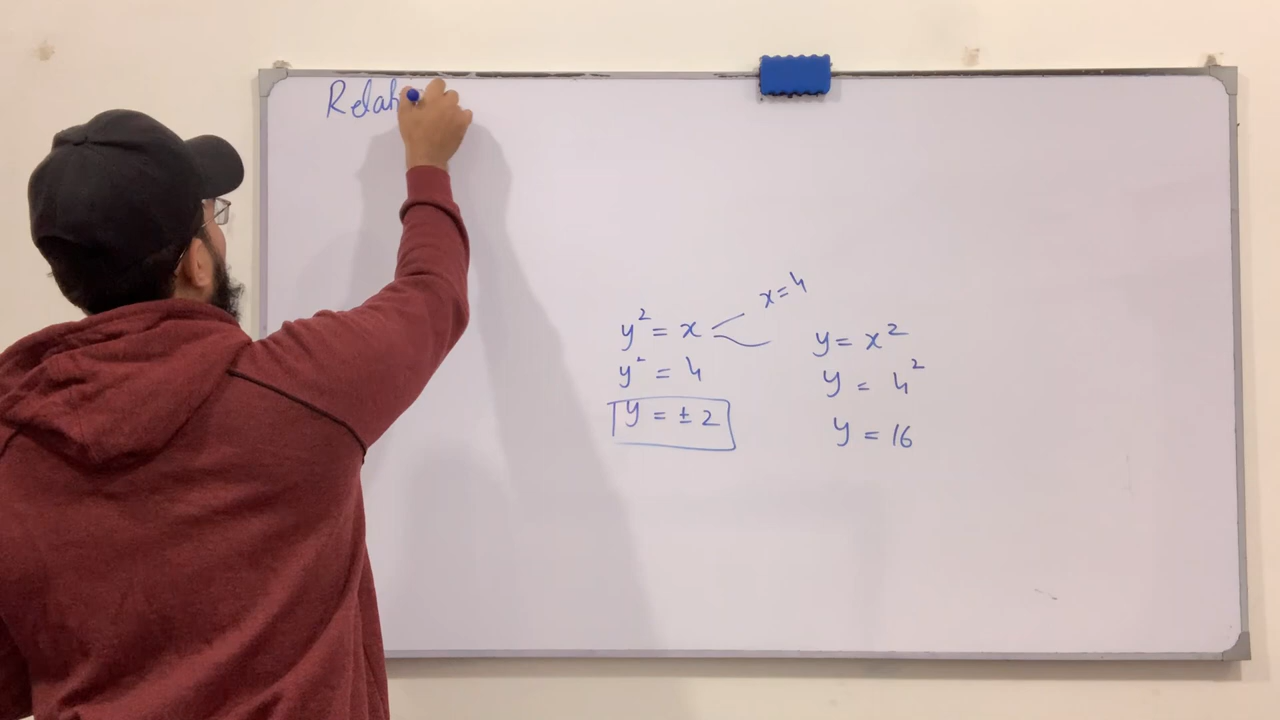 Relat
x=4
y² = x
y² = 4
y = ± 2
y = x²
y = 4²
y = 16